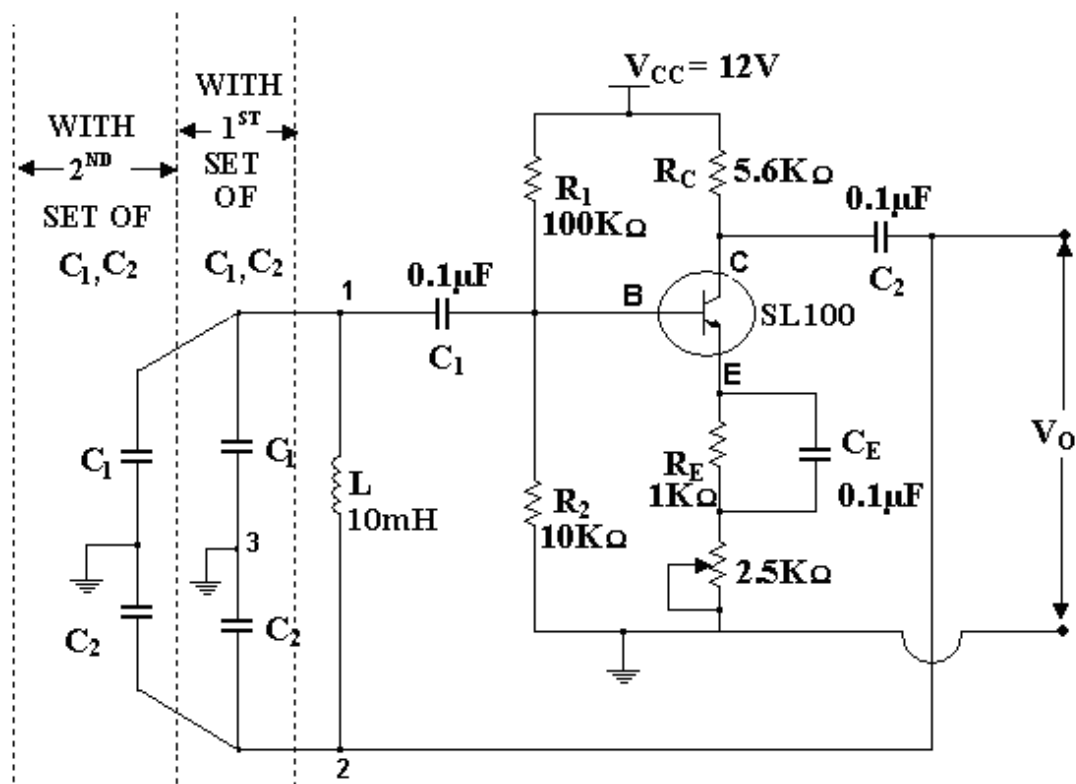 WITH
2ND
SET OF
C1, C2
WITH
1ST
SET
OF
C1, C2
VCC = 12V
R1
100KΩ
RC
5.6KΩ
0.1µF
C2
1
0.1µF
C1
B
C
E
SL100
C1
C2
C1
3
C2
L
10mH
R2
10KΩ
RE
1KΩ
CE
0.1µF
2.5KΩ
VO
2